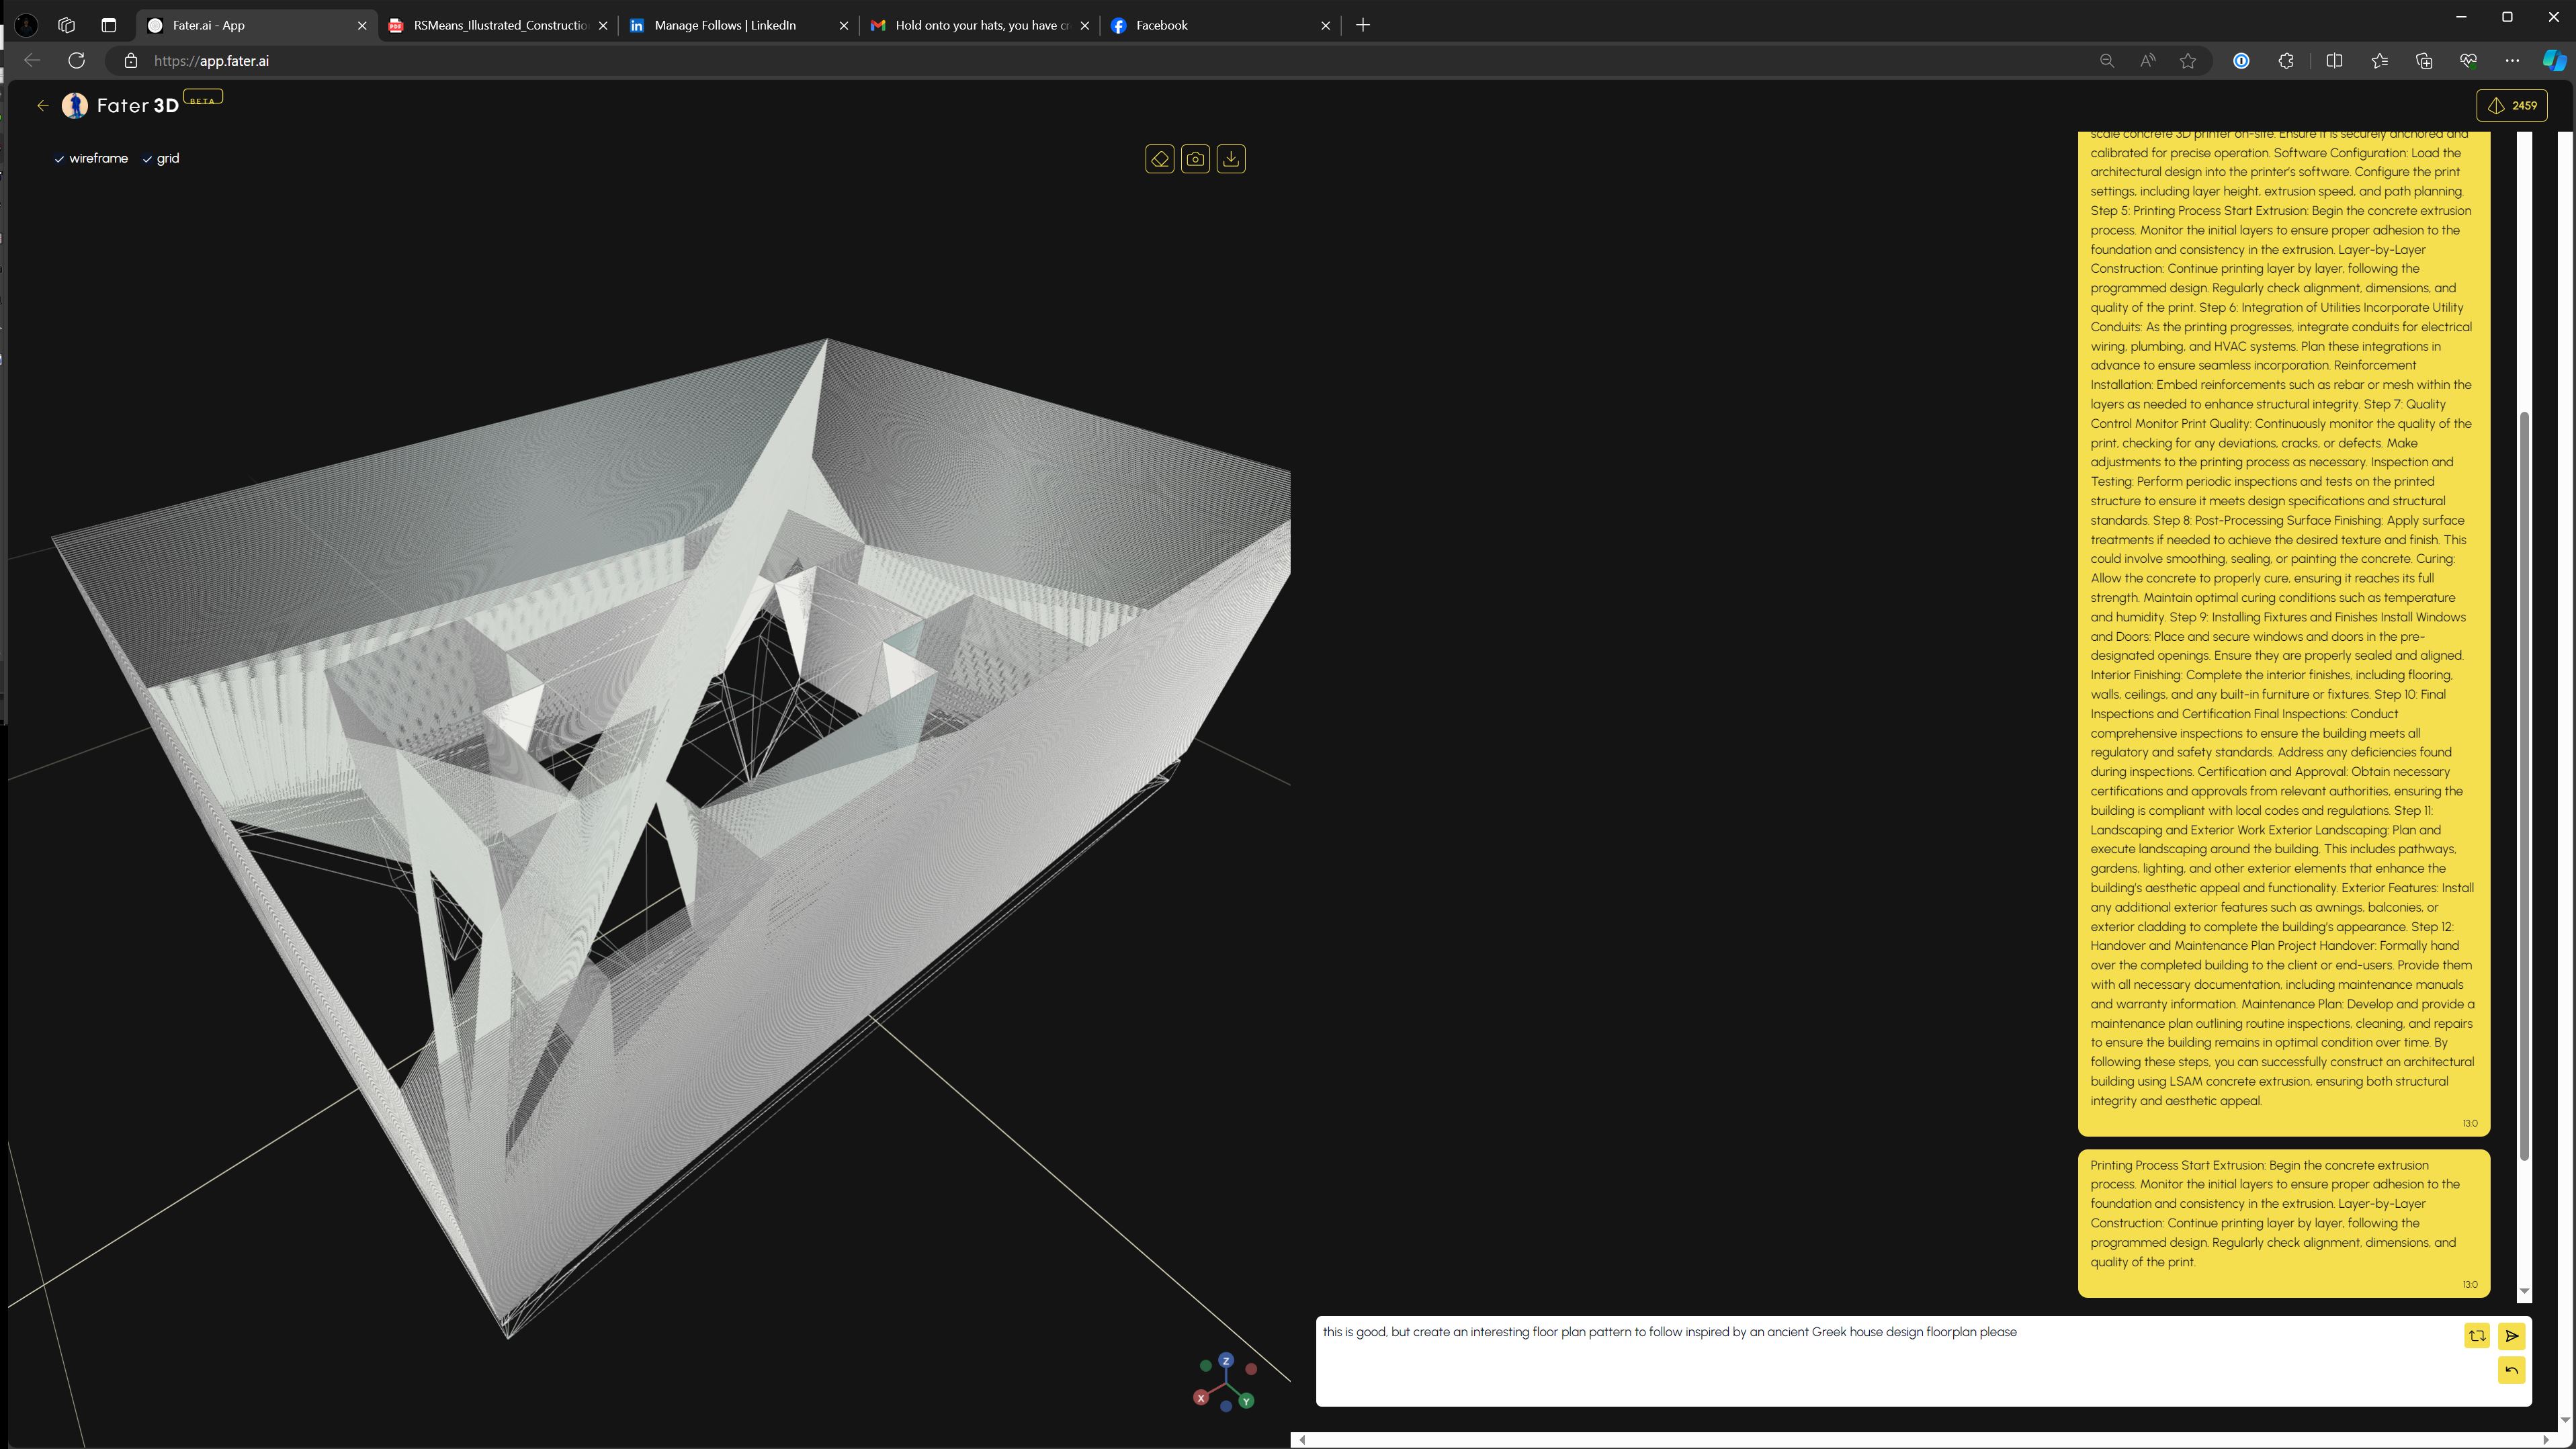 Fater.ai - App
RSMeans_Illustrated_Constructio
Manage Follows | LinkedIn
Hold onto your hats, you have cr
Facebook
https://app.fater.ai
Fater 3D BETA
2459
wireframe grid
scale concrete 3D printer on-site. Ensure it is securely anchored and
calibrated for precise operation. Software Configuration: Load the
architectural design into the printer's software. Configure the print
settings, including layer height, extrusion speed, and path planning.
Step 5: Printing Process Start Extrusion: Begin the concrete extrusion
process. Monitor the initial layers to ensure proper adhesion to the
foundation and consistency in the extrusion. Layer-by-Layer
Construction: Continue printing layer by layer, following the
programmed design. Regularly check alignment, dimensions, and
quality of the print. Step 6: Integration of Utilities Incorporate Utility
Conduits: As the printing progresses, integrate conduits for electrical
wiring, plumbing, and HVAC systems. Plan these integrations in
advance to ensure seamless incorporation. Reinforcement
Installation: Embed reinforcements such as rebar or mesh within the
layers as needed to enhance structural integrity. Step 7: Quality
Control Monitor Print Quality: Continuously monitor the quality of the
print, checking for any deviations, cracks, or defects. Make
adjustments to the printing process as necessary. Inspection and
Testing: Perform periodic inspections and tests on the printed
structure to ensure it meets design specifications and structural
standards. Step 8: Post-Processing Surface Finishing: Apply surface
treatments if needed to achieve the desired texture and finish. This
could involve smoothing, sealing, or painting the concrete. Curing:
Allow the concrete to properly cure, ensuring it reaches its full
strength. Maintain optimal curing conditions such as temperature
and humidity. Step 9: Installing Fixtures and Finishes Install Windows
and Doors: Place and secure windows and doors in the pre-
designated openings. Ensure they are properly sealed and aligned.
Interior Finishing: Complete the interior finishes, including flooring,
walls, ceilings, and any built-in furniture or fixtures. Step 10: Final
Inspections and Certification Final Inspections: Conduct
comprehensive inspections to ensure the building meets all
regulatory and safety standards. Address any deficiencies found
during inspections. Certification and Approval: Obtain necessary
certifications and approvals from relevant authorities, ensuring the
building is compliant with local codes and regulations. Step 11:
Landscaping and Exterior Work Exterior Landscaping: Plan and
execute landscaping around the building. This includes pathways,
gardens, lighting, and other exterior elements that enhance the
building's aesthetic appeal and functionality. Exterior Features: Install
any additional exterior features such as awnings, balconies, or
exterior cladding to complete the building's appearance. Step 12:
Handover and Maintenance Plan Project Handover: Formally hand
over the completed building to the client or end-users. Provide them
with all necessary documentation, including maintenance manuals
and warranty information. Maintenance Plan: Develop and provide a
maintenance plan outlining routine inspections, cleaning, and repairs
to ensure the building remains in optimal condition over time. By
following these steps, you can successfully construct an architectural
building using LSAM concrete extrusion, ensuring both structural
integrity and aesthetic appeal.
13:0
Printing Process Start Extrusion: Begin the concrete extrusion
process. Monitor the initial layers to ensure proper adhesion to the
foundation and consistency in the extrusion. Layer-by-Layer
Construction: Continue printing layer by layer, following the
programmed design. Regularly check alignment, dimensions, and
quality of the print.
13:0
this is good, but create an interesting floor plan pattern to follow inspired by an ancient Greek house design floorplan please
Z
X
Y